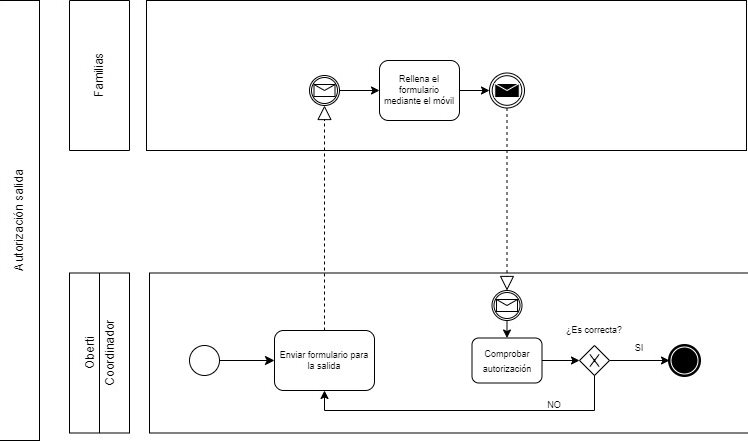 Autorización salida
Familias
Rellena el
formulario
mediante el móvil
Oberti
Coordinador
Enviar formulario para
la salida
Comprobar
autorización
¿Es correcta?
SI
NO